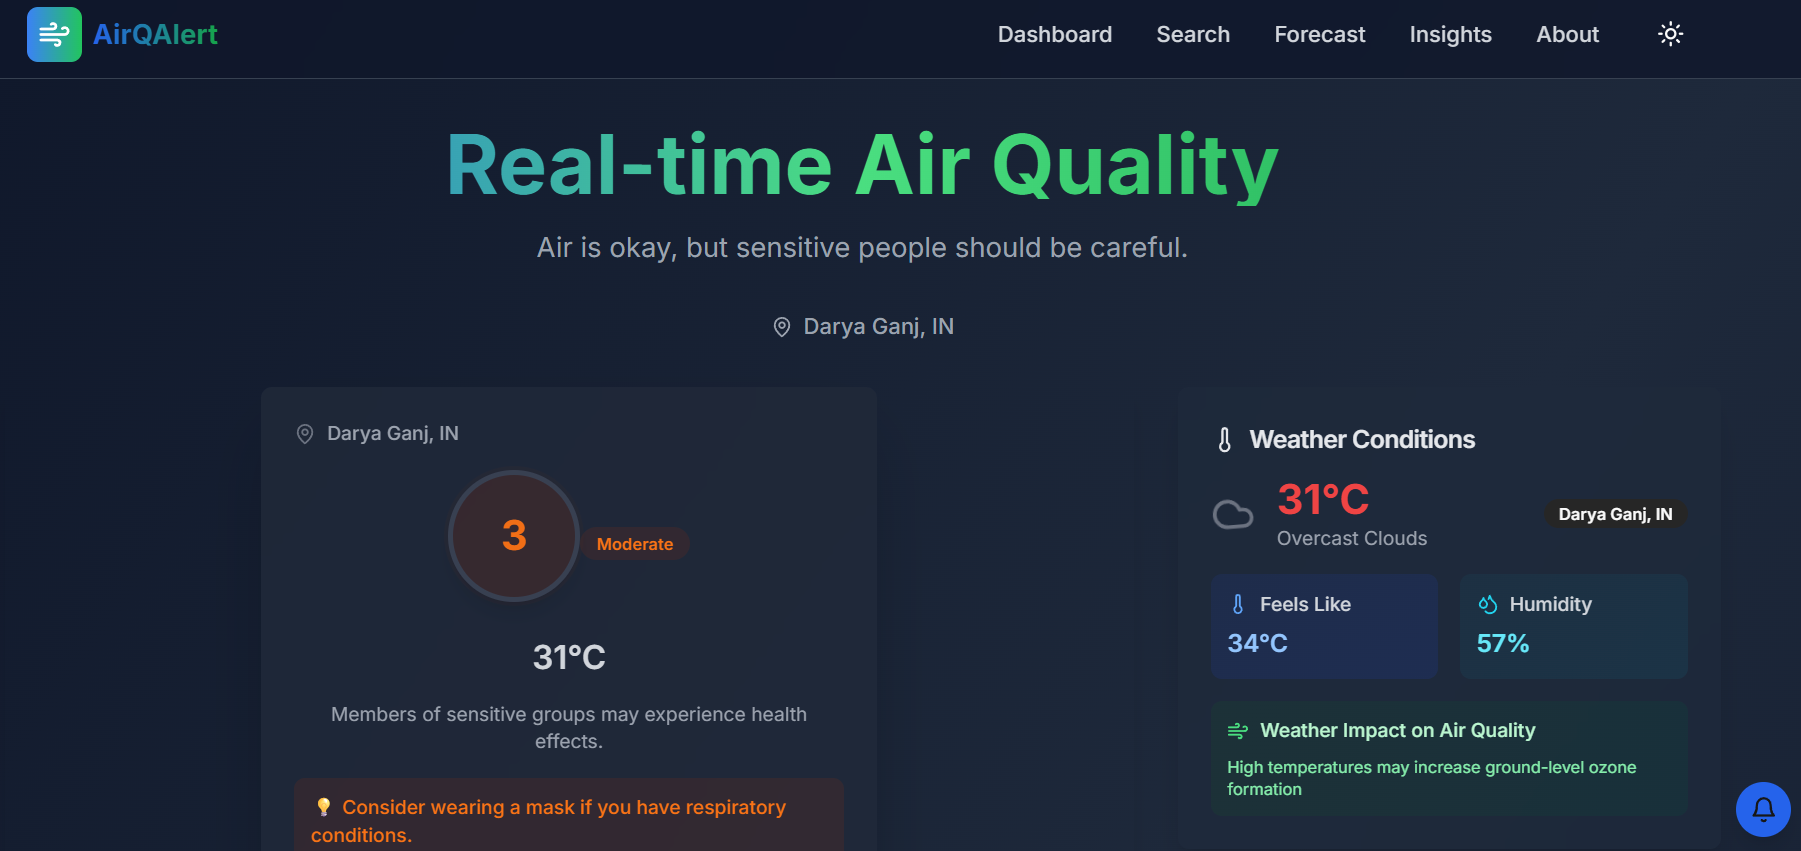 AirQAlert
Dashboard
Search
Forecast
Insights
About
Real-time Air Quality
Air is okay, but sensitive people should be careful.
Darya Ganj, IN
Darya Ganj, IN
3
Moderate
31°C
Members of sensitive groups may experience health
effects.
💡 Consider wearing a mask if you have respiratory
conditions.
Weather Conditions
31°C
Overcast Clouds
Darya Ganj, IN
Feels Like
34°C
Humidity
57%
Weather Impact on Air Quality
High temperatures may increase ground-level ozone
formation